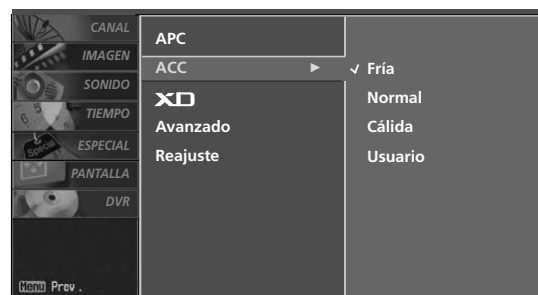 CANAL
IMAGEN
SONIDO
TIEMPO
ESPECIAL
PANTALLA
DVR
Menu Prev.
APC
ACC
XD
Avanzado
Reajuste
Fría
Normal
Cálida
Usuario